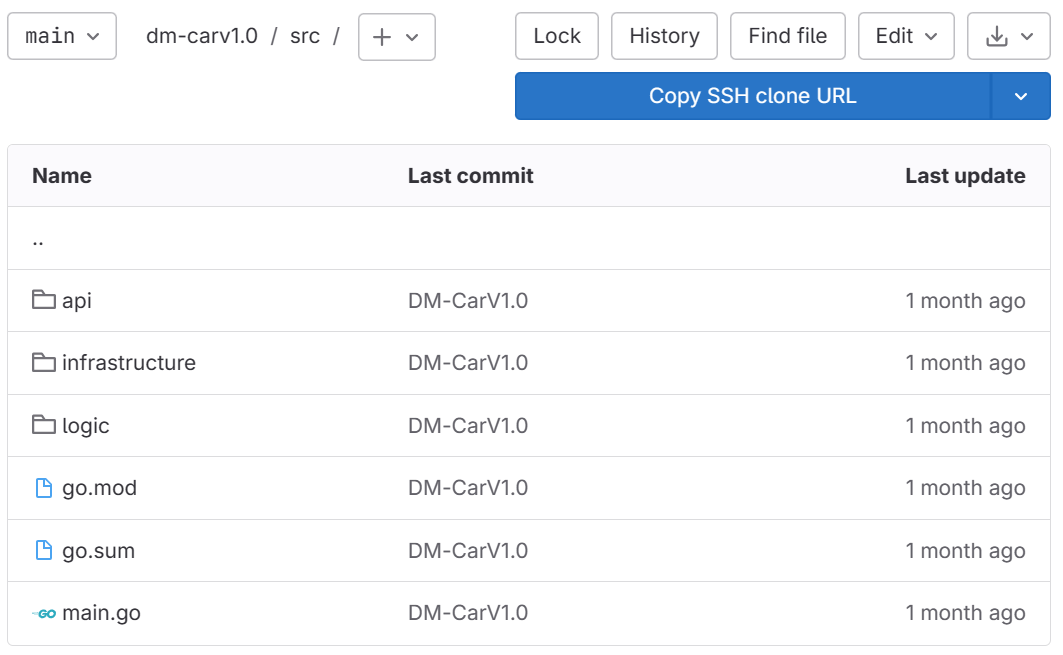 main dm-carv1.0 / src / + Lock History Find file Edit
Copy SSH clone URL
Name Last commit Last update
..
api DM-CarV1.0 1 month ago
infrastructure DM-CarV1.0 1 month ago
logic DM-CarV1.0 1 month ago
go.mod DM-CarV1.0 1 month ago
go.sum DM-CarV1.0 1 month ago
GO main.go DM-CarV1.0 1 month ago